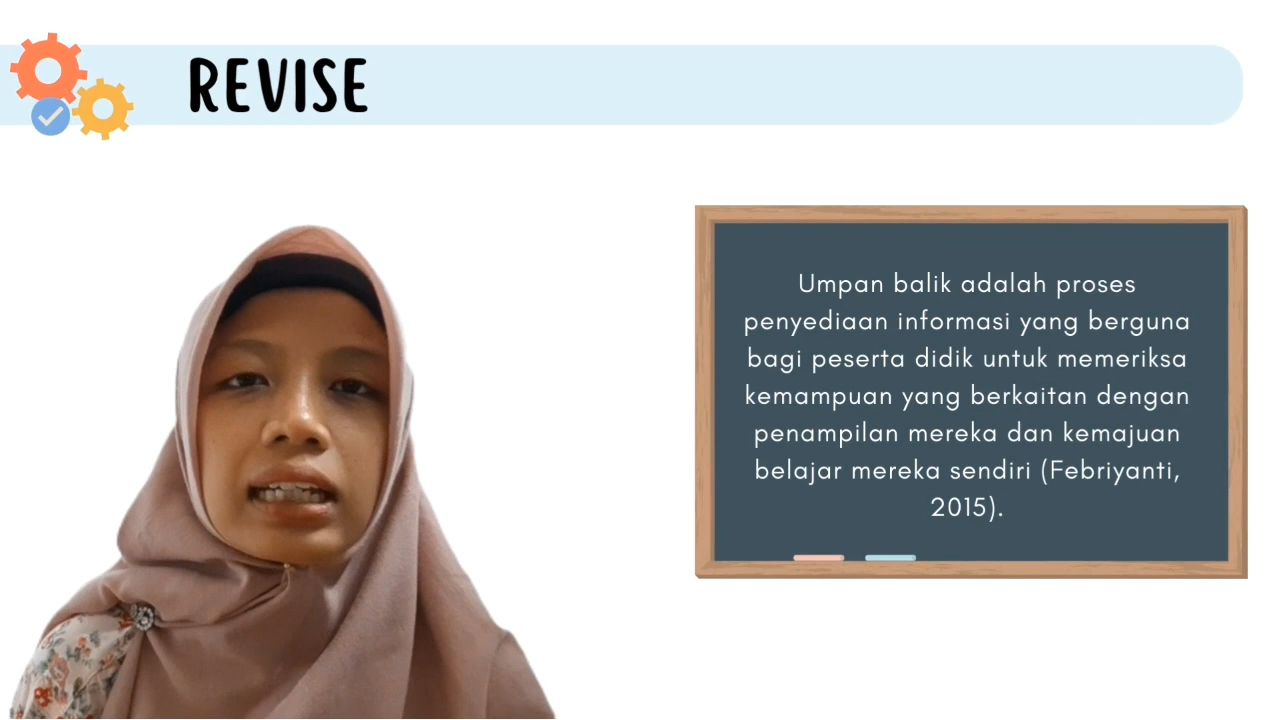 REVISE
Umpan balik adalah proses
penyediaan informasi yang berguna
bagi peserta didik untuk memeriksa
kemampuan yang berkaitan dengan
penampilan mereka dan kemajuan
belajar mereka sendiri (Febriyanti,
2015).